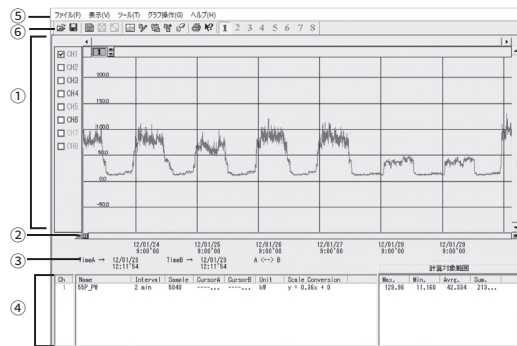 ⑤ ファイル(F) 表示(V) ツール(T) グラフ操作(G) ヘルプ(H)
⑥ 1 2 3 4 5 6 7 8
①
1
CH1
CH2
CH3
CH4
CH5
CH6
CH7
CH8
200.0
150.0
100.0
50.0
0.0
-50.0
②
12/01/24 12/01/25 12/01/26 12/01/27 12/01/28 12/01/29
9:00'00 9:00'00 9:00'00 9:00'00 9:00'00 9:00'00
③ TimeA → 12/01/23 TimeB → 12/01/23 A <--> B
12:11'54 12:11'54
計算対象範囲
④
Ch Name Interval Sample CursorA CursorB Unit Scale Conversion Max. Min. Avrg. Sum.
1 55P_PW 2 min 5040 ----... ----... kW y = 0.36x + 0 129.96 11.160 42.334 213...